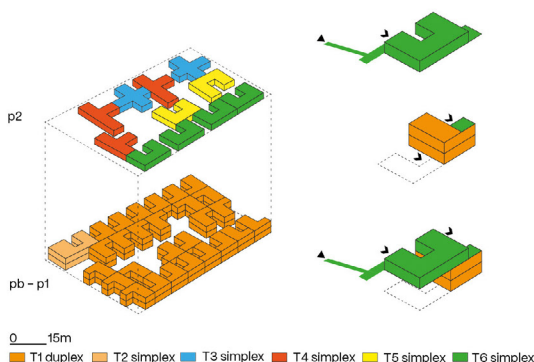 p2
pb – p1
0 15m
T1 duplex T2 simplex T3 simplex T4 simplex T5 simplex T6 simplex